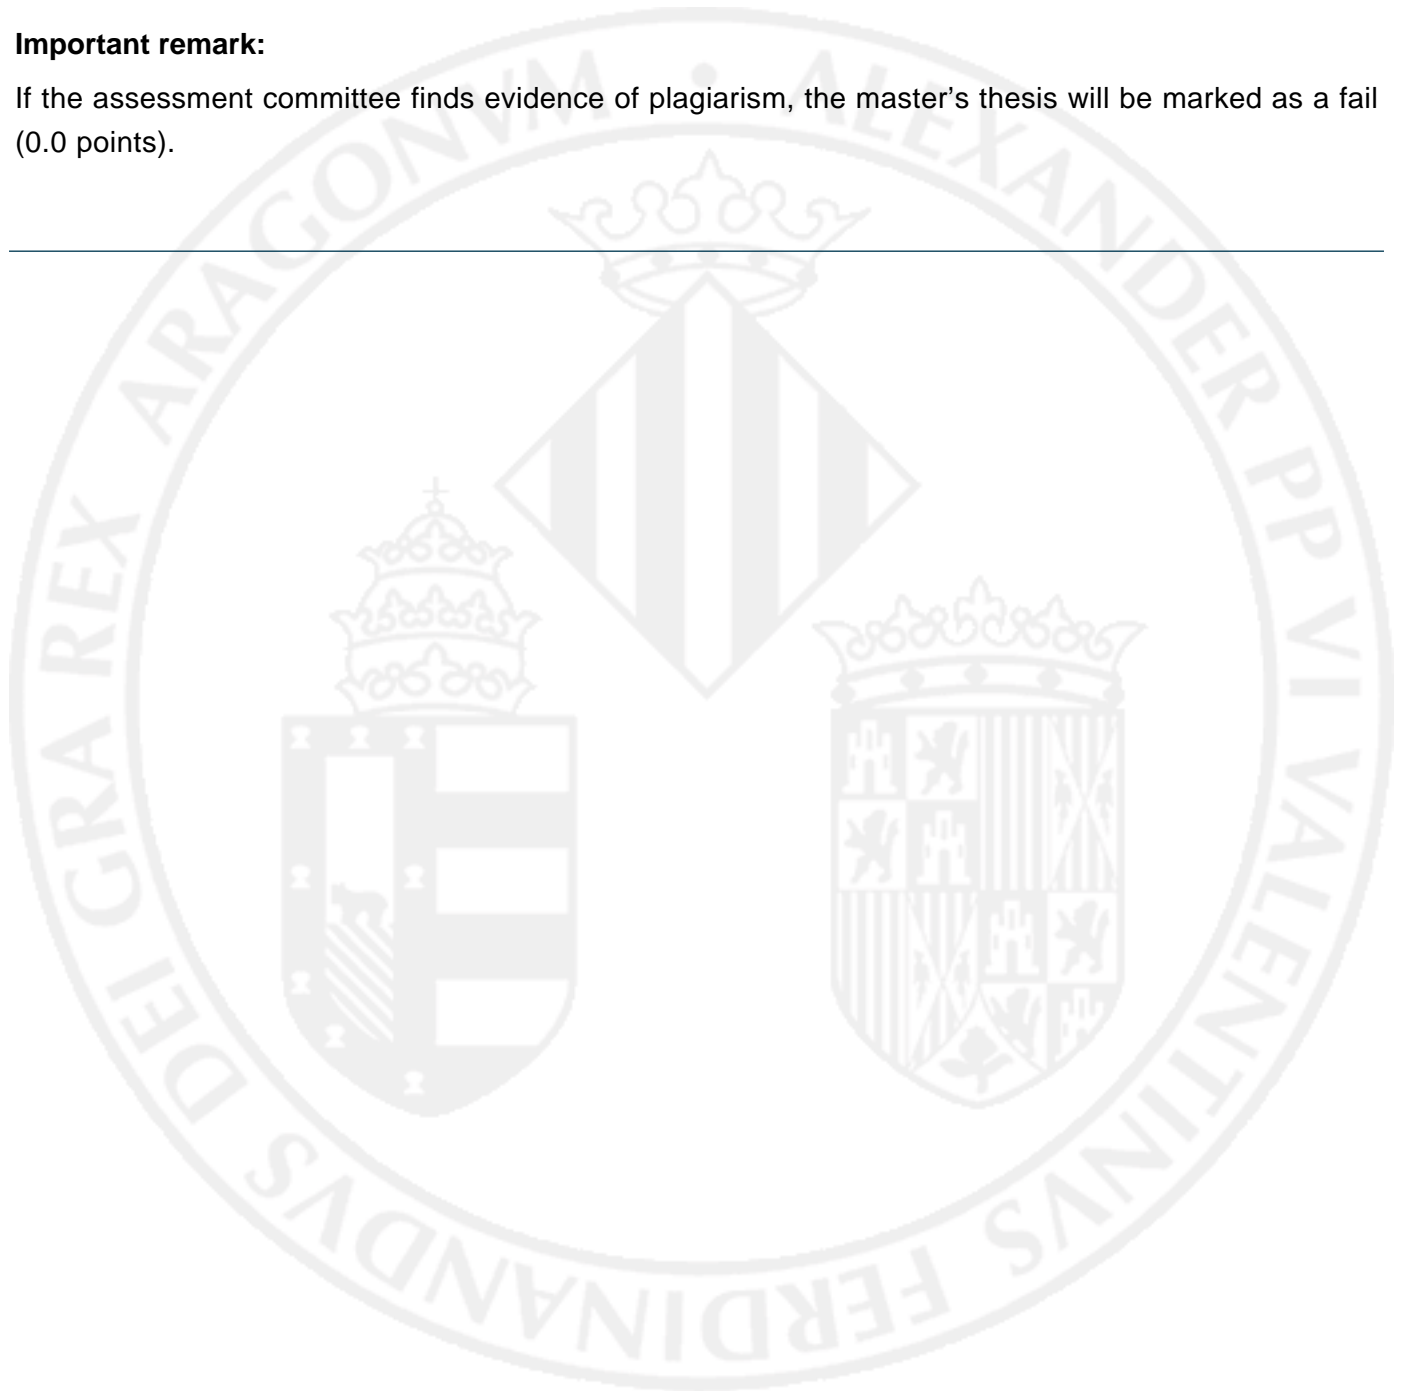 Important remark:
If the assessment committee finds evidence of plagiarism, the master’s thesis will be marked as a fail
(0.0 points).
FERDINANDVS DEI GRA REX ARAGONVM • ALEXANDER PP VI VALENTINVS